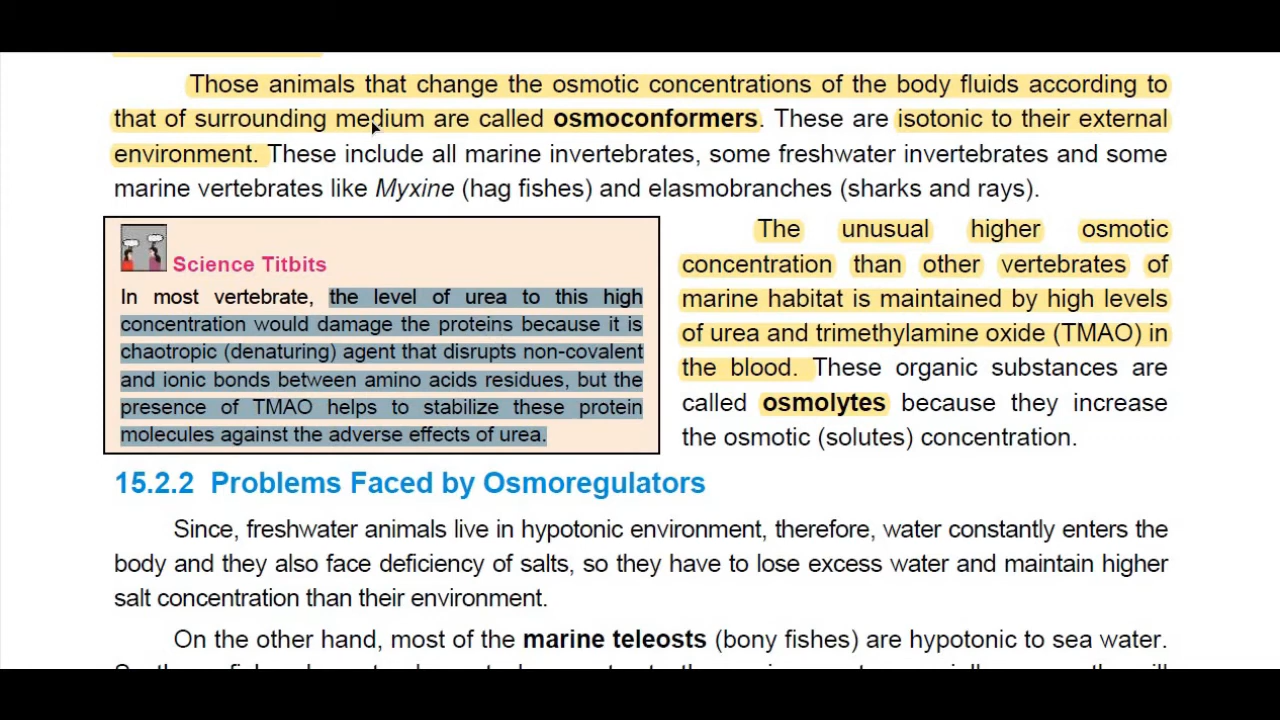 Those animals that change the osmotic concentrations of the body fluids according to
that of surrounding medium are called osmoconformers. These are isotonic to their external
environment. These include all marine invertebrates, some freshwater invertebrates and some
marine vertebrates like Myxine (hag fishes) and elasmobranches (sharks and rays).
Science Titbits
In most vertebrate, the level of urea to this high
concentration would damage the proteins because it is
chaotropic (denaturing) agent that disrupts non-covalent
and ionic bonds between amino acids residues, but the
presence of TMAO helps to stabilize these protein
molecules against the adverse effects of urea.
The unusual higher osmotic
concentration than other vertebrates of
marine habitat is maintained by high levels
of urea and trimethylamine oxide (TMAO) in
the blood. These organic substances are
called osmolytes because they increase
the osmotic (solutes) concentration.
15.2.2 Problems Faced by Osmoregulators
Since, freshwater animals live in hypotonic environment, therefore, water constantly enters the
body and they also face deficiency of salts, so they have to lose excess water and maintain higher
salt concentration than their environment.
On the other hand, most of the marine teleosts (bony fishes) are hypotonic to sea water.